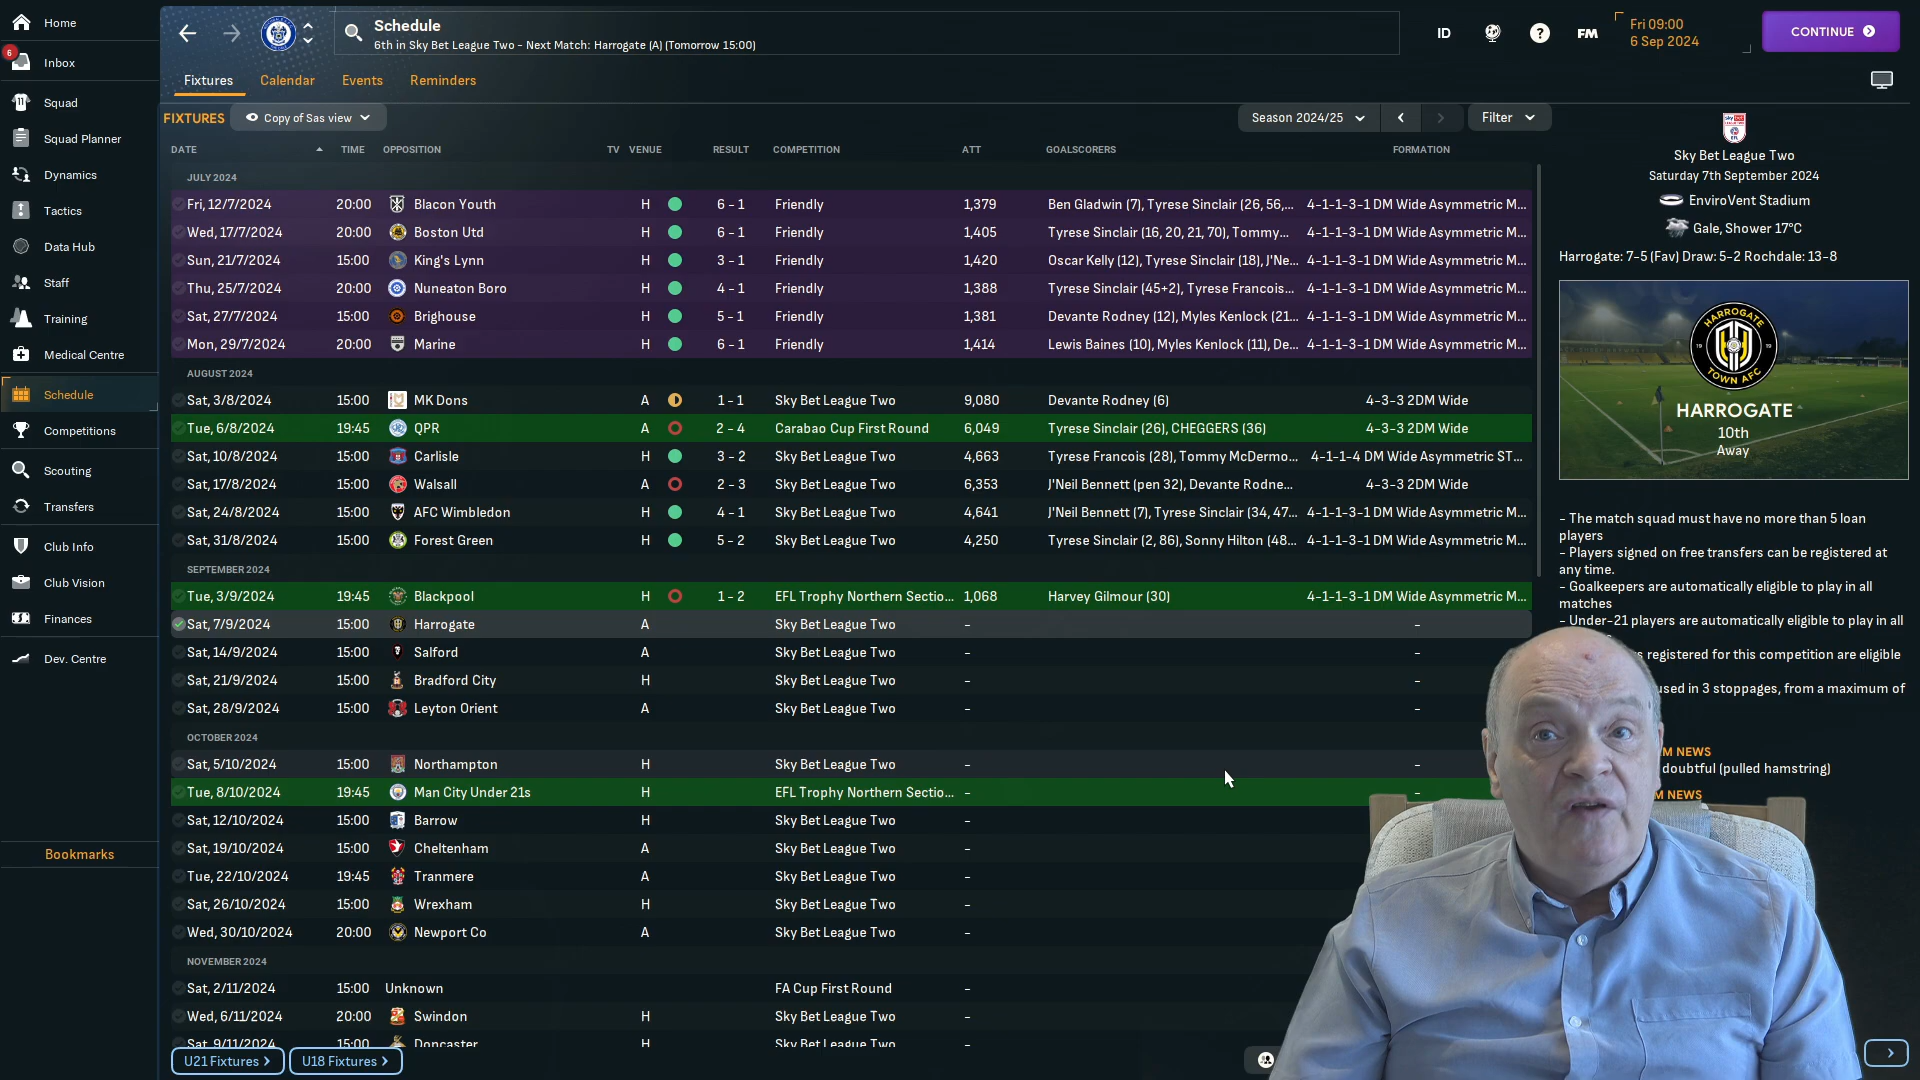 Home
6
Inbox
Squad
Squad Planner
Dynamics
Tactics
Data Hub
Staff
Training
Medical Centre
Schedule
Competitions
Scouting
Transfers
Club Info
Club Vision
Finances
Dev. Centre
Bookmarks
Schedule
6th in Sky Bet League Two - Next Match: Harrogate (A) (Tomorrow 15:00)
ID
?
FM
Fri 09:00
6 Sep 2024
CONTINUE
Fixtures Calendar Events Reminders
FIXTURES Copy of Sas view Season 2024/25 Filter
DATE TIME OPPOSITION TV VENUE RESULT COMPETITION ATT GOALSCORERS FORMATION
JULY 2024
Fri, 12/7/2024 20:00 Blacon Youth H 6 - 1 Friendly 1,379 Ben Gladwin (7), Tyrese Sinclair (26, 56,... 4-1-1-3-1 DM Wide Asymmetric M...
Wed, 17/7/2024 20:00 Boston Utd H 6 - 1 Friendly 1,405 Tyrese Sinclair (16, 20, 21, 70), Tommy... 4-1-1-3-1 DM Wide Asymmetric M...
Sun, 21/7/2024 15:00 King's Lynn H 3 - 1 Friendly 1,420 Oscar Kelly (12), Tyrese Sinclair (18), J'Ne... 4-1-1-3-1 DM Wide Asymmetric M...
Thu, 25/7/2024 20:00 Nuneaton Boro H 4 - 1 Friendly 1,388 Tyrese Sinclair (45+2), Tyrese Francois... 4-1-1-3-1 DM Wide Asymmetric M...
Sat, 27/7/2024 15:00 Brighouse H 5 - 1 Friendly 1,381 Devante Rodney (12), Myles Kenlock (21... 4-1-1-3-1 DM Wide Asymmetric M...
Mon, 29/7/2024 20:00 Marine H 6 - 1 Friendly 1,414 Lewis Baines (10), Myles Kenlock (11), De... 4-1-1-3-1 DM Wide Asymmetric M...
AUGUST 2024
Sat, 3/8/2024 15:00 MK Dons A 1 - 1 Sky Bet League Two 9,080 Devante Rodney (6) 4-3-3 2DM Wide
Tue, 6/8/2024 19:45 QPR A 2 - 4 Carabao Cup First Round 6,049 Tyrese Sinclair (26), CHEGGERS (36) 4-3-3 2DM Wide
Sat, 10/8/2024 15:00 Carlisle H 3 - 2 Sky Bet League Two 4,663 Tyrese Francois (28), Tommy McDermo... 4-1-1-4 DM Wide Asymmetric ST...
Sat, 17/8/2024 15:00 Walsall A 2 - 3 Sky Bet League Two 6,353 J'Neil Bennett (pen 32), Devante Rodne... 4-3-3 2DM Wide
Sat, 24/8/2024 15:00 AFC Wimbledon H 4 - 1 Sky Bet League Two 4,641 J'Neil Bennett (7), Tyrese Sinclair (34, 47... 4-1-1-3-1 DM Wide Asymmetric M...
Sat, 31/8/2024 15:00 Forest Green H 5 - 2 Sky Bet League Two 4,250 Tyrese Sinclair (2, 86), Sonny Hilton (48... 4-1-1-3-1 DM Wide Asymmetric M...
SEPTEMBER 2024
Tue, 3/9/2024 19:45 Blackpool H 1 - 2 EFL Trophy Northern Sectio... 1,068 Harvey Gilmour (30) 4-1-1-3-1 DM Wide Asymmetric M...
Sat, 7/9/2024 15:00 Harrogate A Sky Bet League Two - -
Sat, 14/9/2024 15:00 Salford A Sky Bet League Two - -
Sat, 21/9/2024 15:00 Bradford City H Sky Bet League Two - -
Sat, 28/9/2024 15:00 Leyton Orient A Sky Bet League Two - -
OCTOBER 2024
Sat, 5/10/2024 15:00 Northampton H Sky Bet League Two - -
Tue, 8/10/2024 19:45 Man City Under 21s H EFL Trophy Northern Sectio... - -
Sat, 12/10/2024 15:00 Barrow H Sky Bet League Two -
Sat, 19/10/2024 15:00 Cheltenham A Sky Bet League Two -
Tue, 22/10/2024 19:45 Tranmere A Sky Bet League Two -
Sat, 26/10/2024 15:00 Wrexham H Sky Bet League Two -
Wed, 30/10/2024 20:00 Newport Co A Sky Bet League Two -
NOVEMBER 2024
Sat, 2/11/2024 15:00 Unknown FA Cup First Round -
Wed, 6/11/2024 20:00 Swindon H Sky Bet League Two -
Sat, 9/11/2024 15:00 Doncaster H Sky Bet League Two -
U21 Fixtures > U18 Fixtures >
Sky Bet League Two
Saturday 7th September 2024
EnviroVent Stadium
Gale, Shower 17°C
Harrogate: 7-5 (Fav) Draw: 5-2 Rochdale: 13-8
HARROGATE
TOWN AFC
19 19
HARROGATE
10th
Away
- The match squad must have no more than 5 loan
players
- Players signed on free transfers can be registered at
any time.
- Goalkeepers are automatically eligible to play in all
matches
- Under-21 players are automatically eligible to play in all
registered for this competition are eligible
used in 3 stoppages, from a maximum of
M NEWS
doubtful (pulled hamstring)
M NEWS